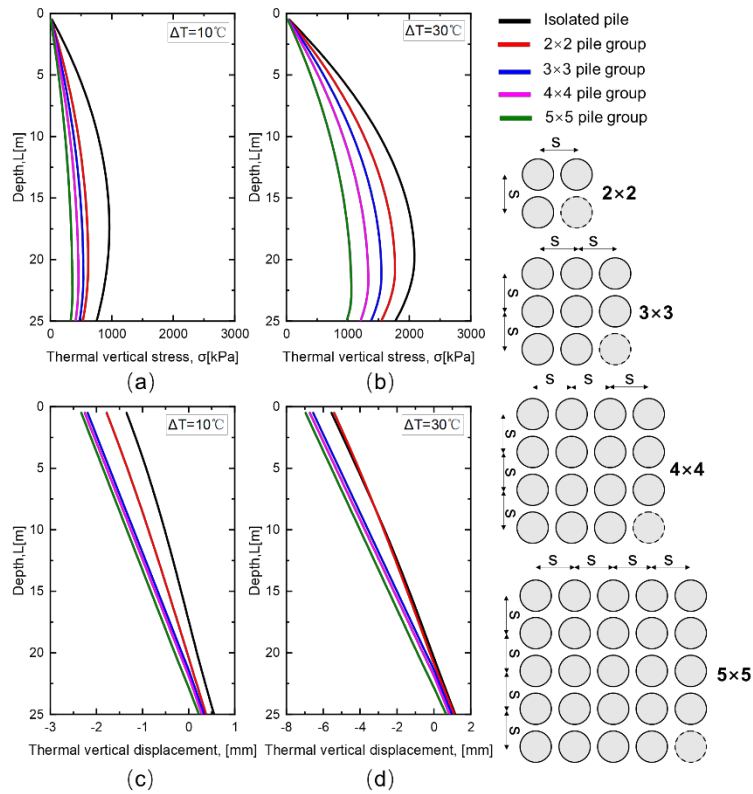 0
5
10
15
20
25
Depth,L[m]
ΔT=10℃
0
1000
2000
3000
Thermal vertical stress, σ[kPa]
(a)
0
5
10
15
20
25
Depth,L[m]
ΔT=30℃
0
1000
2000
3000
Thermal vertical stress, σ[kPa]
(b)
Isolated pile
2×2 pile group
3×3 pile group
4×4 pile group
5×5 pile group
S
S
2×2
S
S
S
S
3×3
S
S
S
S
S
S
4×4
S
S
S
S
S
S
S
S
5×5
0
5
10
15
20
25
Depth,L[m]
ΔT=10℃
-3
-2
-1
0
1
Thermal vertical displacement, [mm]
(c)
0
5
10
15
20
25
Depth,L[m]
ΔT=30℃
-8
-6
-4
-2
0
2
Thermal vertical displacement, [mm]
(d)